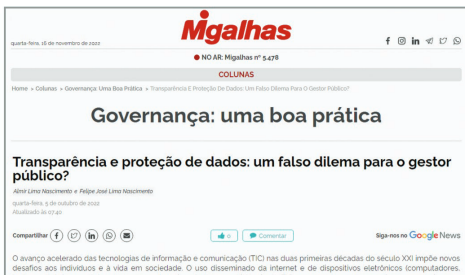 Migalhas
quarta-feira, 16 de novembro de 2022
NO AR: Migalhas nº 5.478
COLUNAS
Home » Colunas » Governança: Uma Boa Prática » Transparência E Proteção De Dados: Um Falso Dilema Para O Gestor Público?
Governança: uma boa prática
Transparência e proteção de dados: um falso dilema para o gestor
público?
Almir Lima Nascimento e Felipe José Lima Nascimento
quarta-feira, 5 de outubro de 2022
Atualizado às 07:40
Compartilhar
0
Comentar
Siga-nos no Google News
O avanço acelerado das tecnologias de informação e comunicação (TIC) nas duas primeiras décadas do século XXI impõe novos
desafios aos indivíduos e à vida em sociedade. O uso disseminado da internet e de dispositivos eletrônicos (computadores,